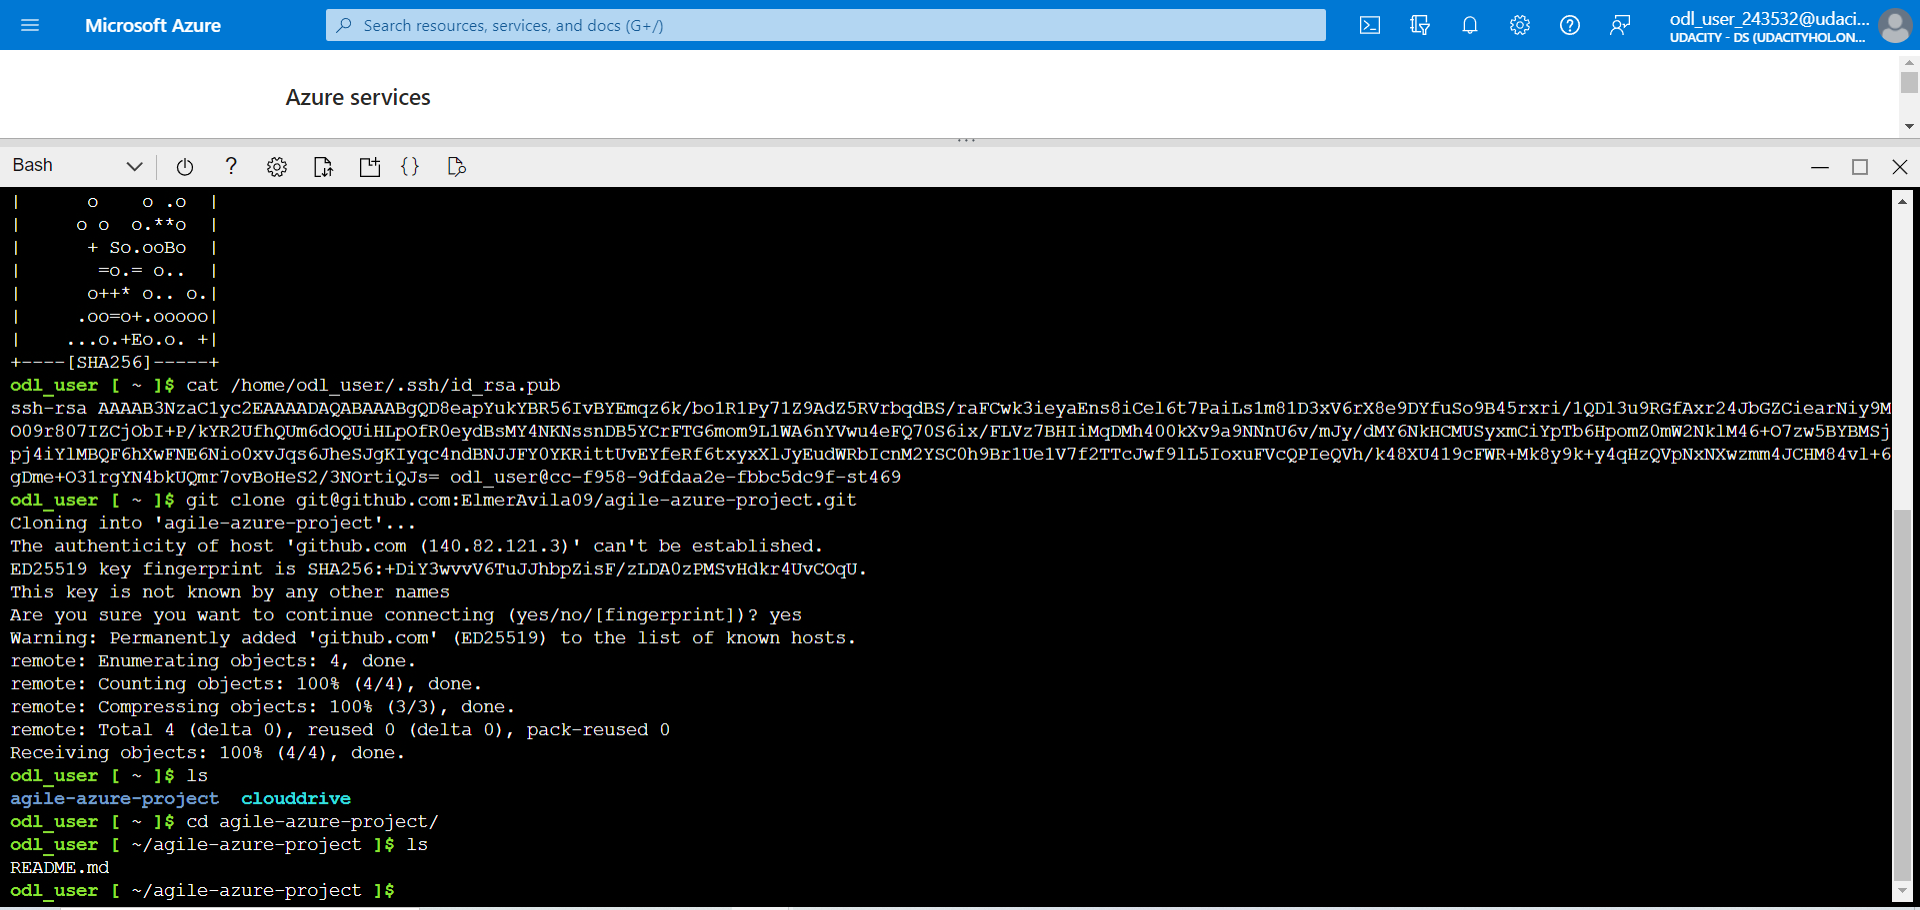 Microsoft Azure
Search resources, services, and docs (G+/)
odl_user_243532@udaci...
UDACITY - DS (UDACITYHOL.ON...
Azure services
Bash
|      o    o .o  |
|     o o  o.**o  |
|      + So.ooBo  |
|       =o.= o..  |
|      o++* o.. o.|
|     .oo=o+.ooooo|
|    ...o.+Eo.o. +|
+----[SHA256]-----+
odl_user [ ~ ]$ cat /home/odl_user/.ssh/id_rsa.pub
ssh-rsa AAAAB3NzaC1yc2EAAAADAQABAAABgQD8eapYukYBR56IvBYEmqz6k/bo1R1Py71Z9AdZ5RVrbqdBS/raFCwk3ieyaEns8iCel6t7PaiLs1m81D3xV6rX8e9DYfuSo9B45rxri/1QDl3u9RGfAxr24JbGZCiearNiy9M
O09r807IZCjObI+P/kYR2UfhQUm6dOQUiHLpOfR0eydBsMY4NKNssnDB5YCrFTG6mom9L1WA6nYVwu4eFQ70S6ix/FLVz7BHIiMqDMh400kXv9a9NNnU6v/mJy/dMY6NkHCMUSyxmCiYpTb6HpomZ0mW2NklM46+O7zw5BYBMSj
pj4iYlMBQF6hXwFNE6Nio0xvJqs6JheSJgKIyqc4ndBNJJFY0YKRittUvEYfeRf6txyxXlJyEudWRbIcnM2YSC0h9Br1Ue1V7f2TTcJwf9lL5IoxuFVcQPIeQVh/k48XU419cFWR+Mk8y9k+y4qHzQVpNxNXwzmm4JCHM84vl+6
gDme+O31rgYN4bkUQmr7ovBoHeS2/3NOrtiQJs= odl_user@cc-f958-9dfdaa2e-fbbc5dc9f-st469
odl_user [ ~ ]$ git clone git@github.com:ElmerAvila09/agile-azure-project.git
Cloning into 'agile-azure-project'...
The authenticity of host 'github.com (140.82.121.3)' can't be established.
ED25519 key fingerprint is SHA256:+DiY3wvvV6TuJJhbpZisF/zLDA0zPMSvHdkr4UvCOqU.
This key is not known by any other names
Are you sure you want to continue connecting (yes/no/[fingerprint])? yes
Warning: Permanently added 'github.com' (ED25519) to the list of known hosts.
remote: Enumerating objects: 4, done.
remote: Counting objects: 100% (4/4), done.
remote: Compressing objects: 100% (3/3), done.
remote: Total 4 (delta 0), reused 0 (delta 0), pack-reused 0
Receiving objects: 100% (4/4), done.
odl_user [ ~ ]$ ls
agile-azure-project  clouddrive
odl_user [ ~ ]$ cd agile-azure-project/
odl_user [ ~/agile-azure-project ]$ ls
README.md
odl_user [ ~/agile-azure-project ]$